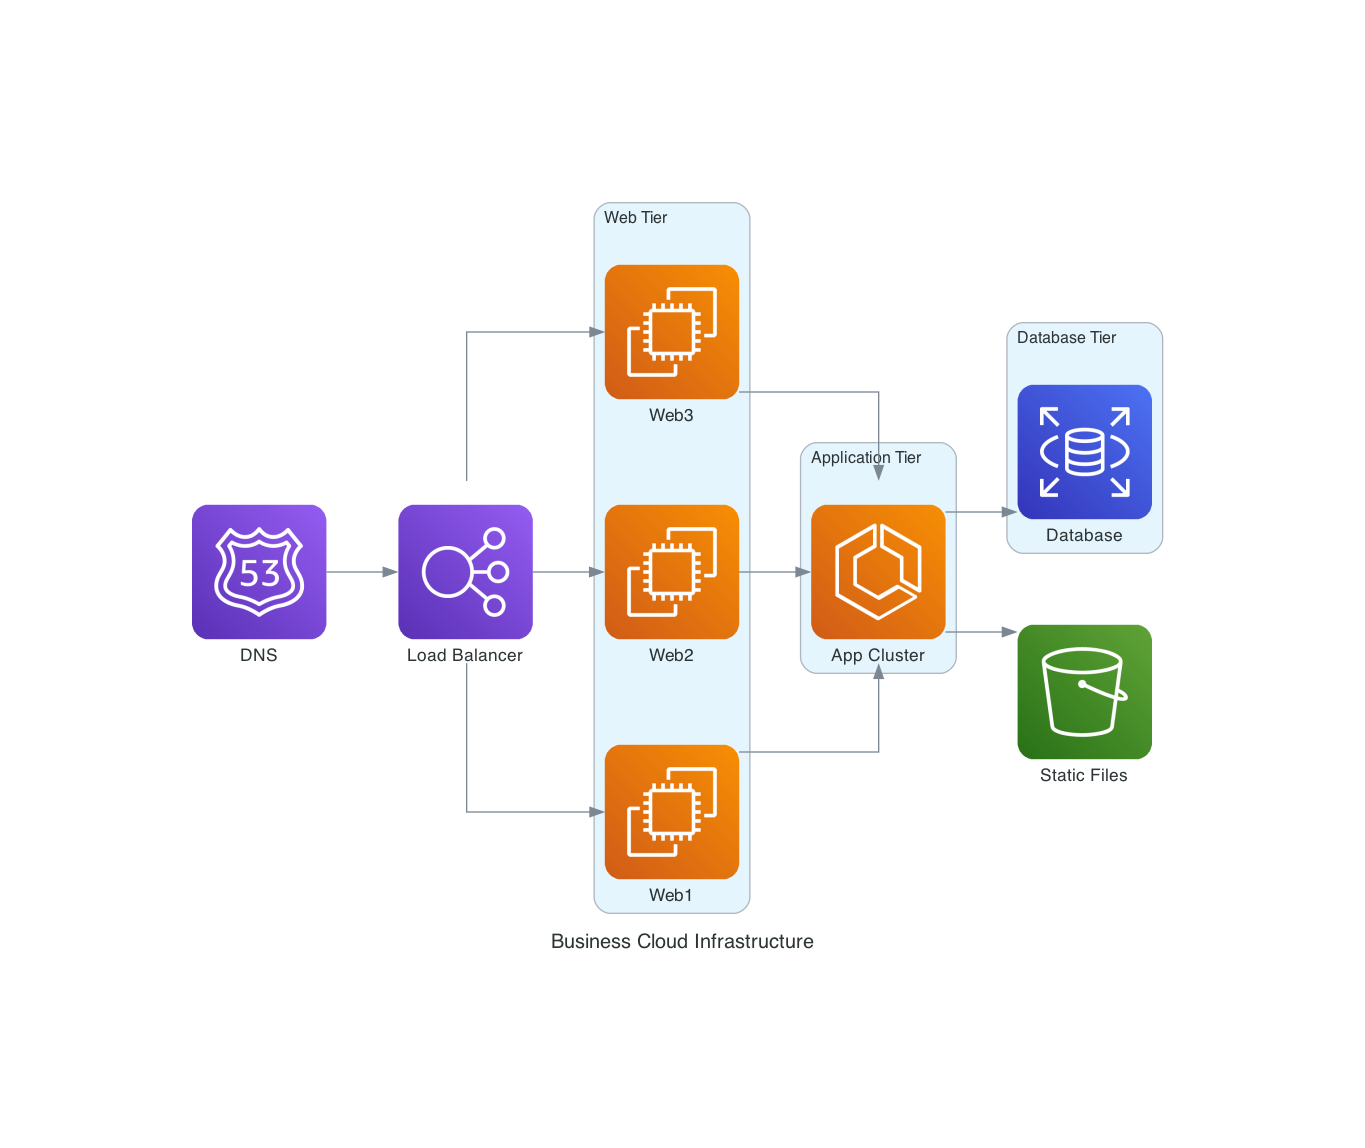 Web Tier
Web3
Database Tier
Database
Application Tier
53
DNS
Load Balancer
Web2
App Cluster
Static Files
Web1
Business Cloud Infrastructure